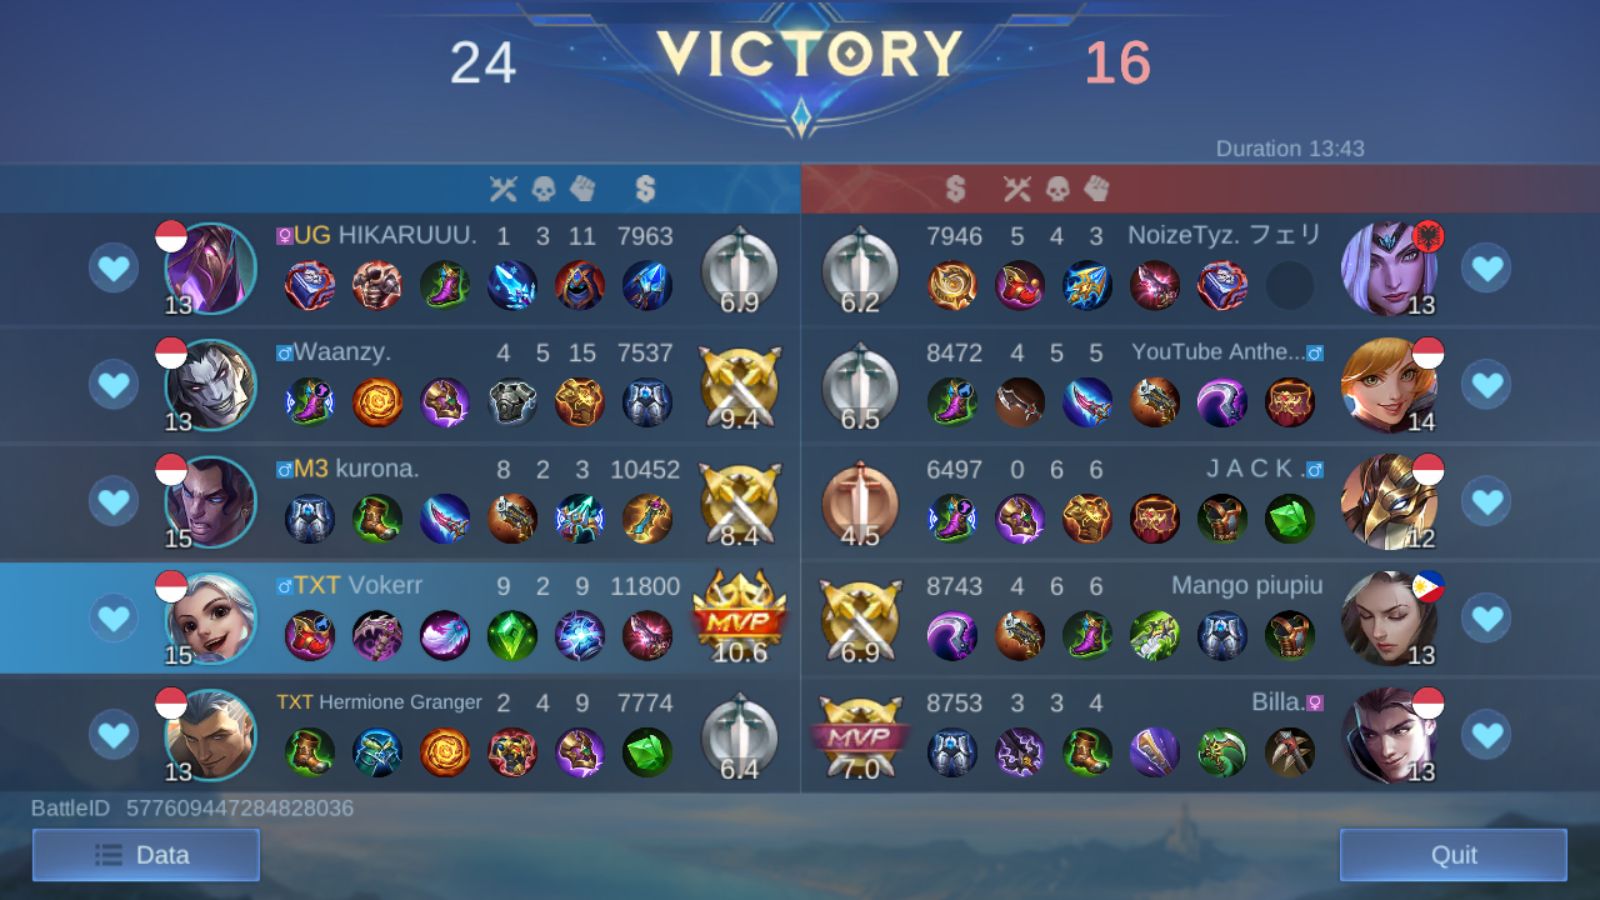 24 VICTORY 16
Duration 13:43
UG HIKARUUU. 1 3 11 7963
13 6.9
7946 5 4 3 NoizeTyz. フェリ
6.2 13
Waanzy. 4 5 15 7537
13 9.4
8472 4 5 5 YouTube Anthe...
6.5 14
M3 kurona. 8 2 3 10452
15 8.4
6497 0 6 6 J A C K .
4.5 12
TXT Vokerr 9 2 9 11800
MVP
15 10.6
8743 4 6 6 Mango piupiu
6.9 13
TXT Hermione Granger 2 4 9 7774
13 6.4
8753 3 3 4 Billa.
MVP
7.0 13
BattleID 577609447284828036
Data
Quit